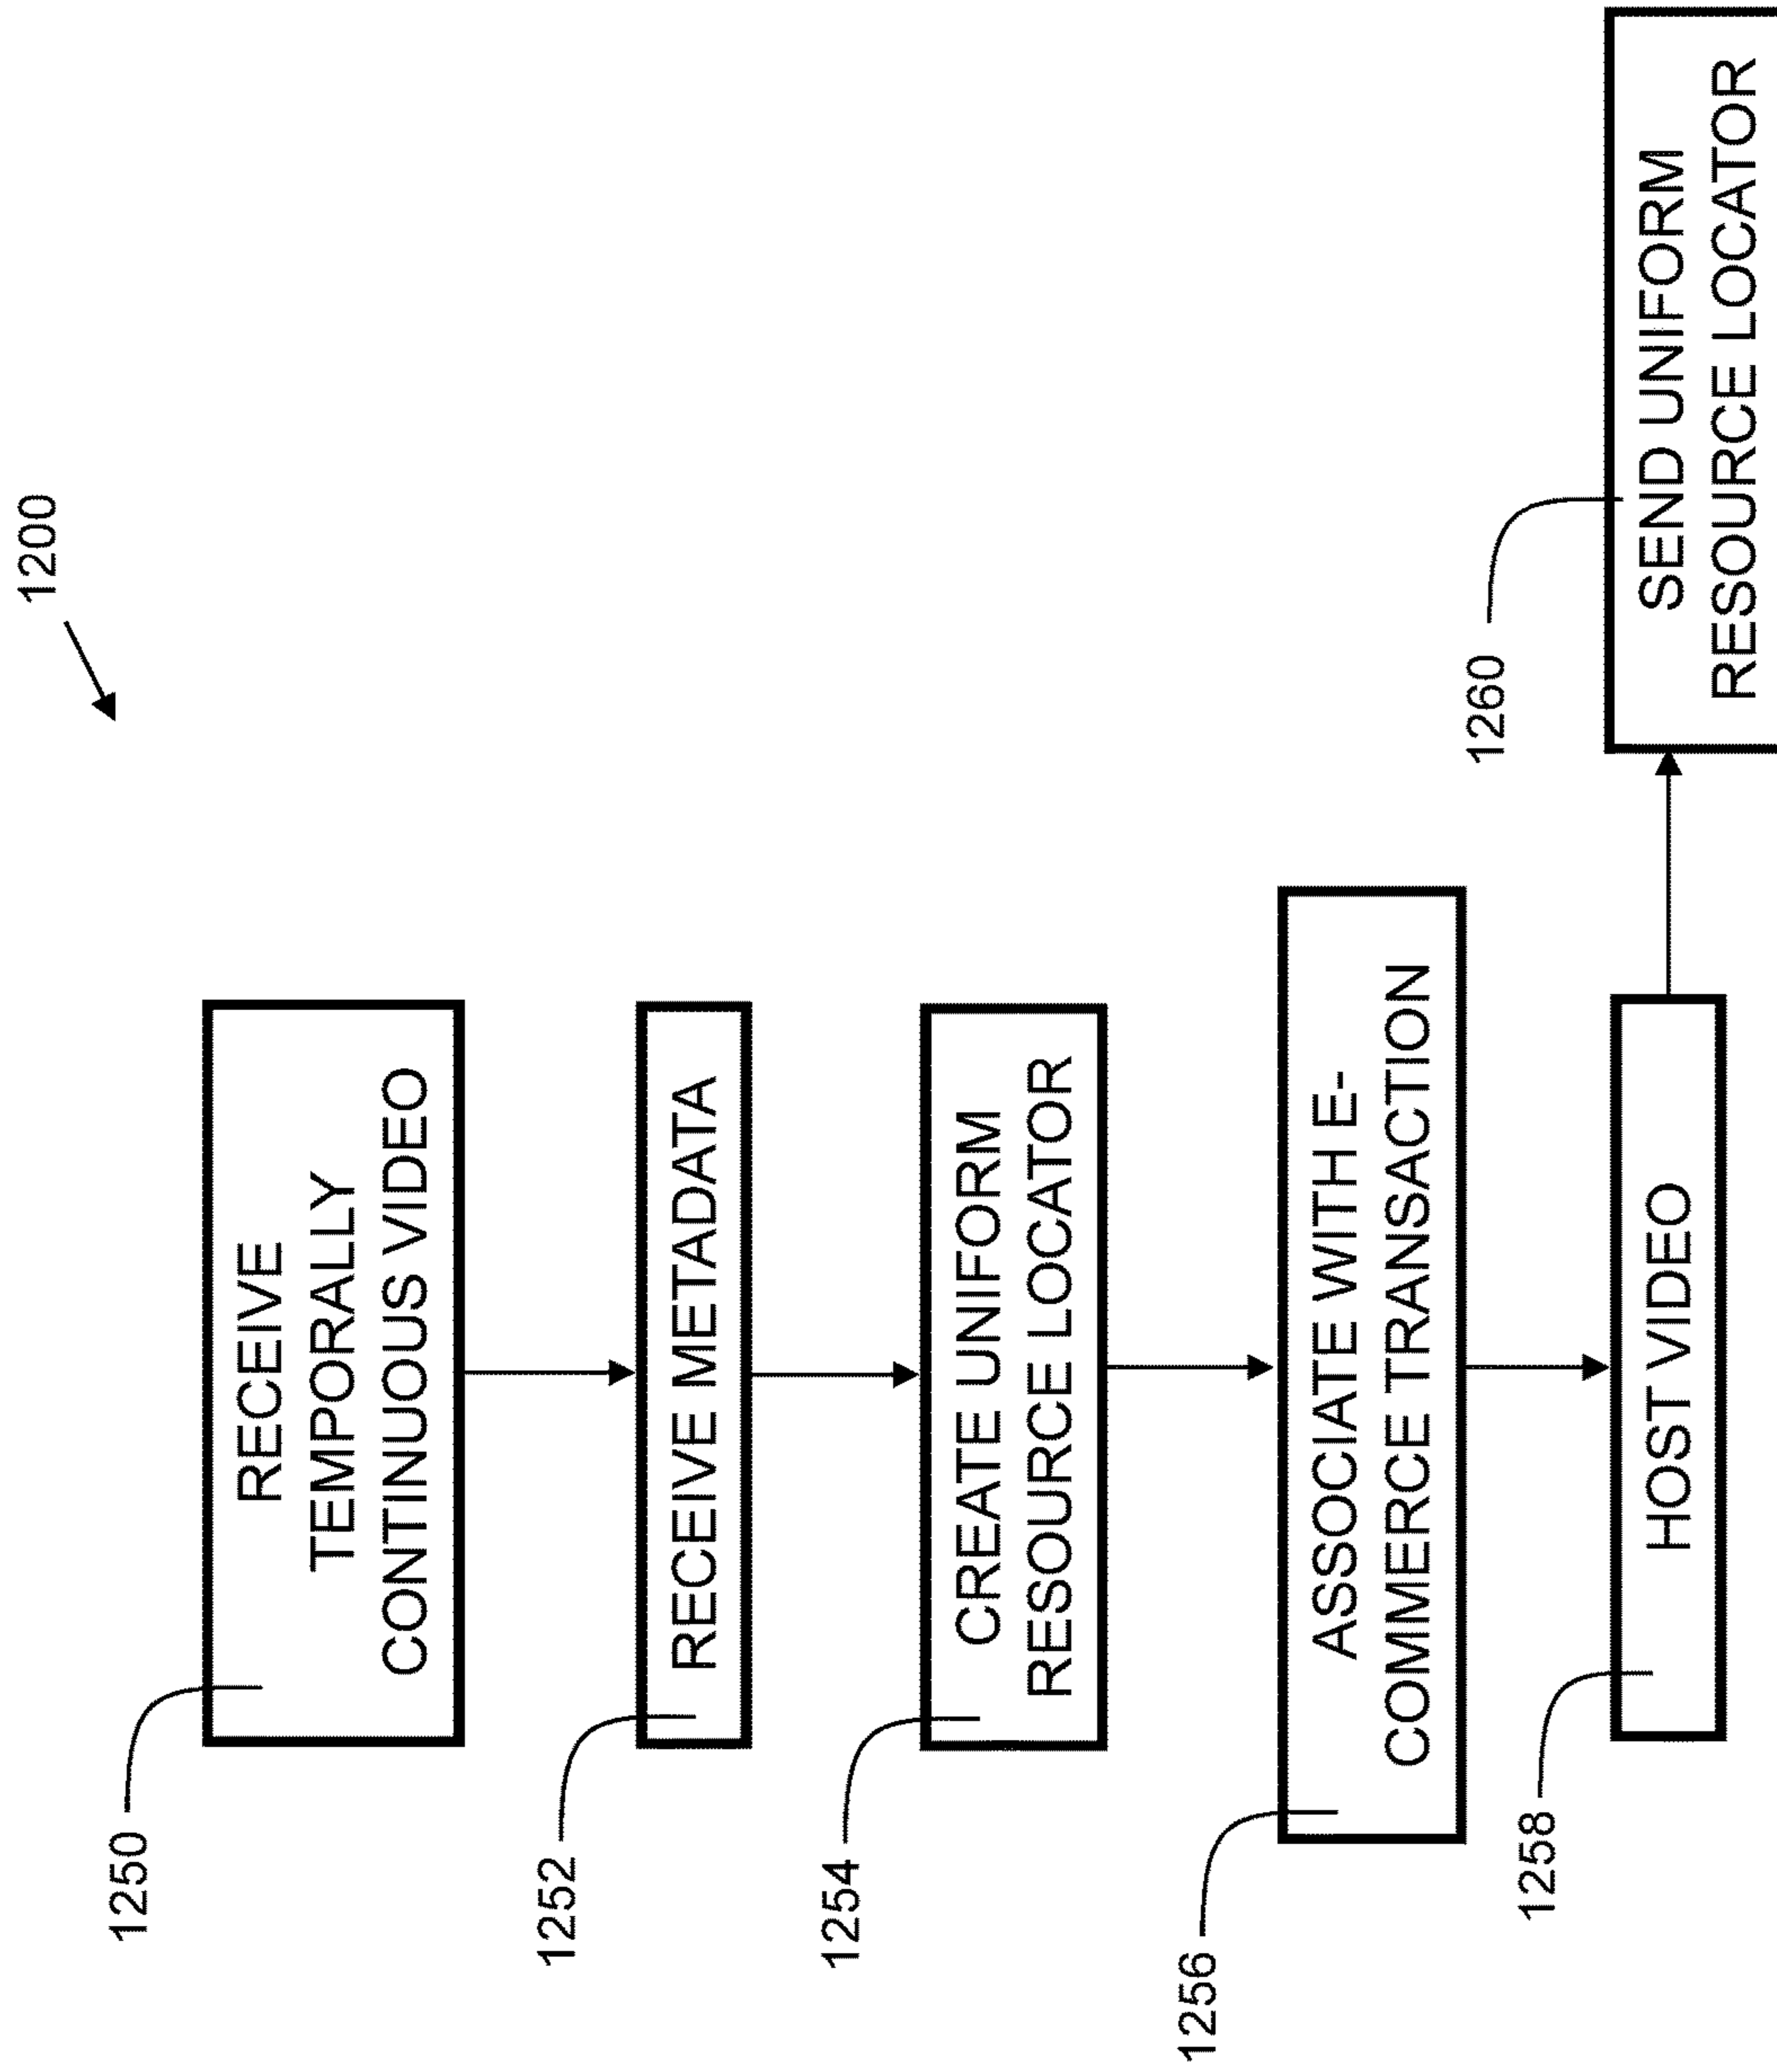 1200
1250
RECEIVE
TEMPORALLY
CONTINUOUS VIDEO
1252
RECEIVE METADATA
1254
CREATE UNIFORM
RESOURCE LOCATOR
1256
ASSOCIATE WITH E-
COMMERCE TRANSACTION
1258
HOST VIDEO
1260
SEND UNIFORM
RESOURCE LOCATOR